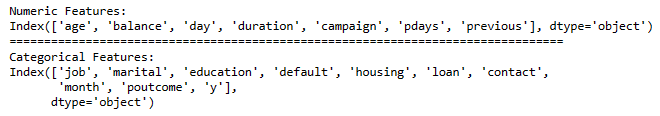 Numeric Features:
Index(['age', 'balance', 'day', 'duration', 'campaign', 'pdays', 'previous'], dtype='object')
================================================================================
Categorical Features:
Index(['job', 'marital', 'education', 'default', 'housing', 'loan', 'contact',
'month', 'poutcome', 'y'],
dtype='object')